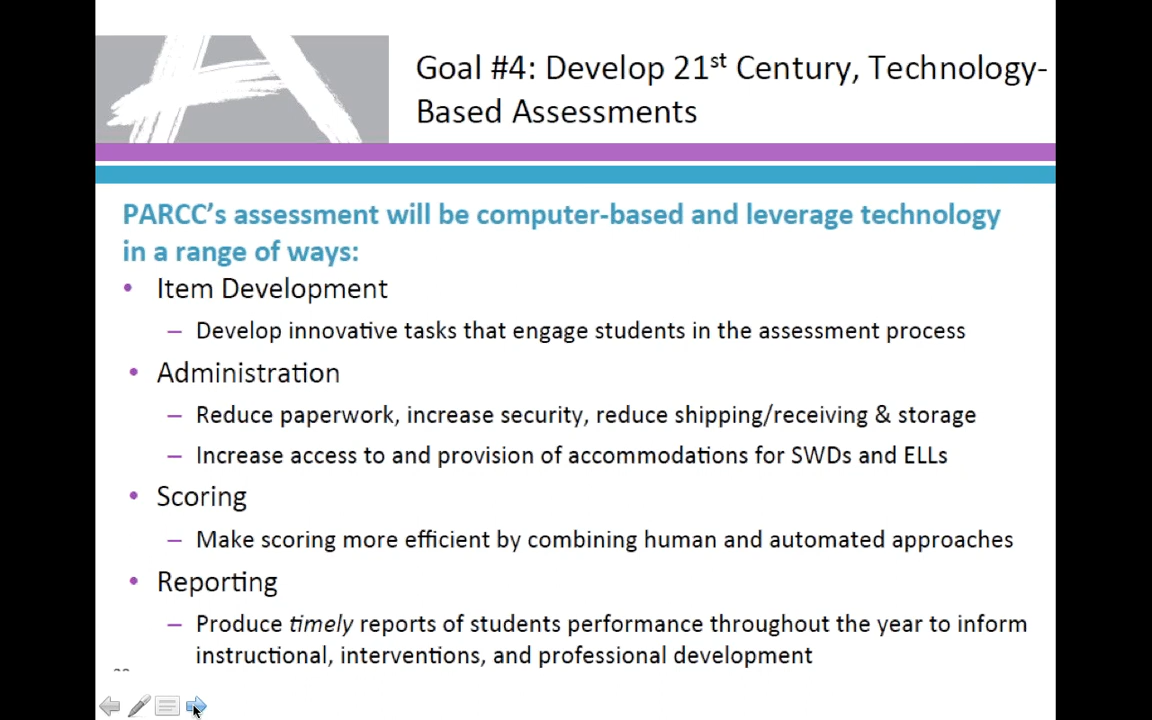 Goal #4: Develop 21st Century, Technology-
Based Assessments
PARCC’s assessment will be computer-based and leverage technology
in a range of ways:
• Item Development
– Develop innovative tasks that engage students in the assessment process
• Administration
– Reduce paperwork, increase security, reduce shipping/receiving & storage
– Increase access to and provision of accommodations for SWDs and ELLs
• Scoring
– Make scoring more efficient by combining human and automated approaches
• Reporting
– Produce timely reports of students performance throughout the year to inform
instructional, interventions, and professional development